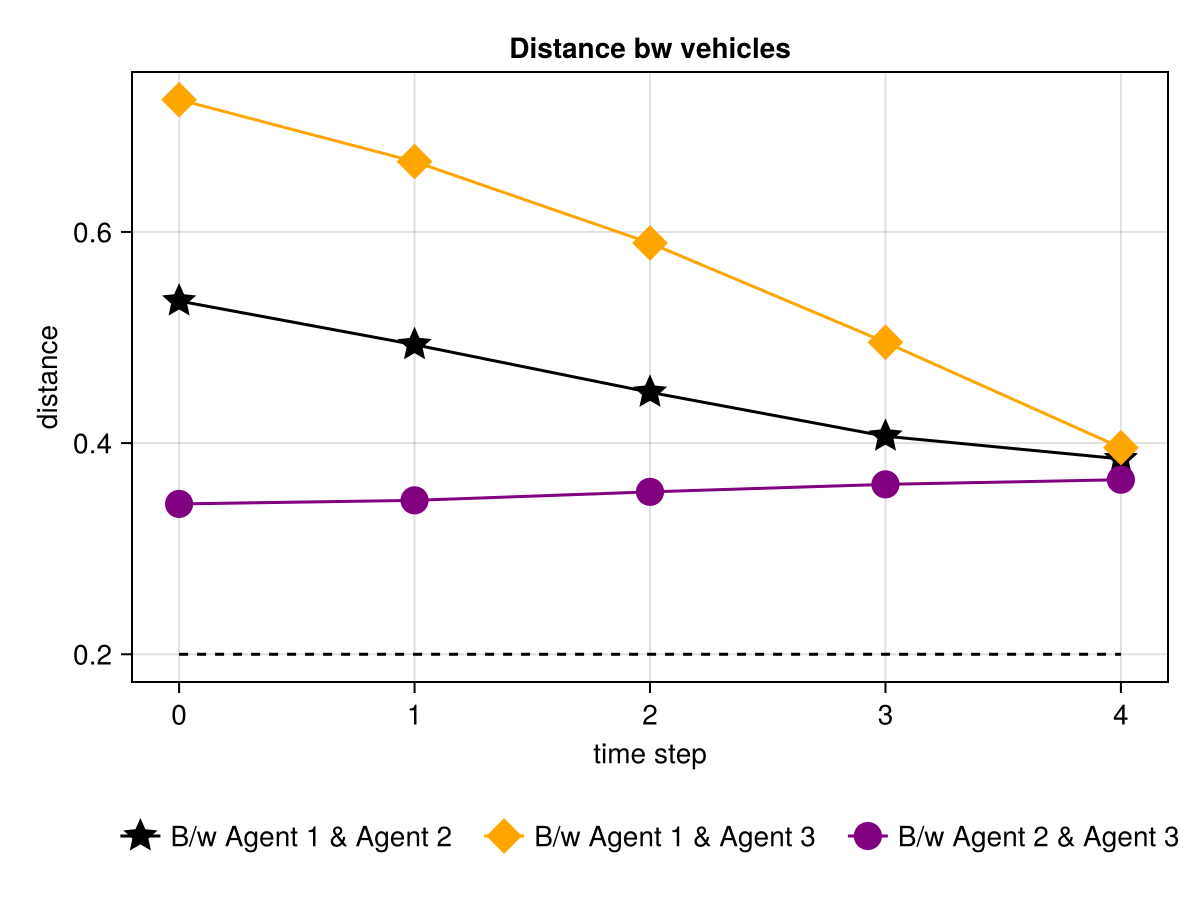 Distance bw vehicles
distance
0.6
0.4
0.2
0 1 2 3 4
time step
B/w Agent 1 & Agent 2 B/w Agent 1 & Agent 3 B/w Agent 2 & Agent 3